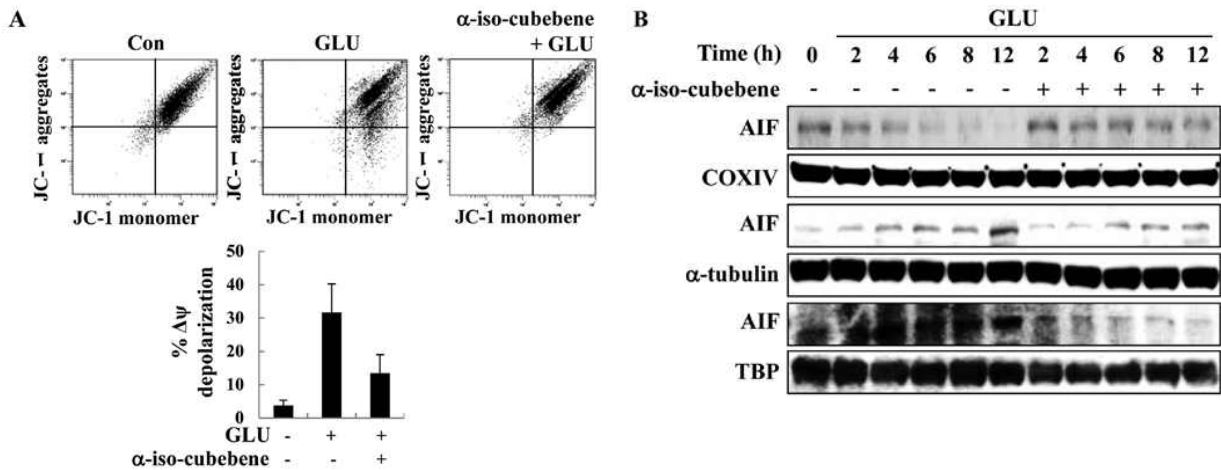 A
Con
GLU
α-iso-cubebene
+ GLU
JC-1 aggregates
JC-1 aggregates
JC-1 aggregates
JC-1 monomer
JC-1 monomer
JC-1 monomer
% Δψ
depolarization
50
40
30
20
10
0
GLU - + +
α-iso-cubebene - - +
B
GLU
Time (h) 0 2 4 6 8 12 2 4 6 8 12
α-iso-cubebene - - - - - - + + + + +
AIF
COXIV
AIF
α-tubulin
AIF
TBP